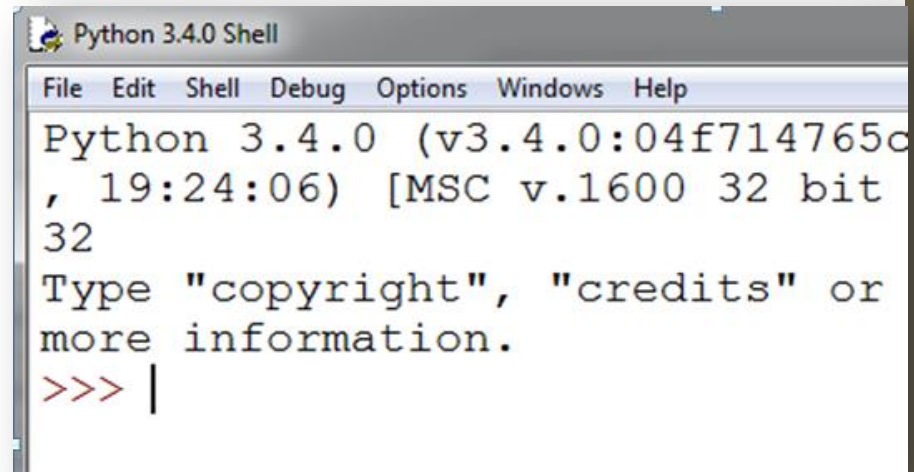 Python 3.4.0 Shell
File Edit Shell Debug Options Windows Help
Python 3.4.0 (v3.4.0:04f714765c
, 19:24:06) [MSC v.1600 32 bit
32
Type "copyright", "credits" or
more information.
>>>